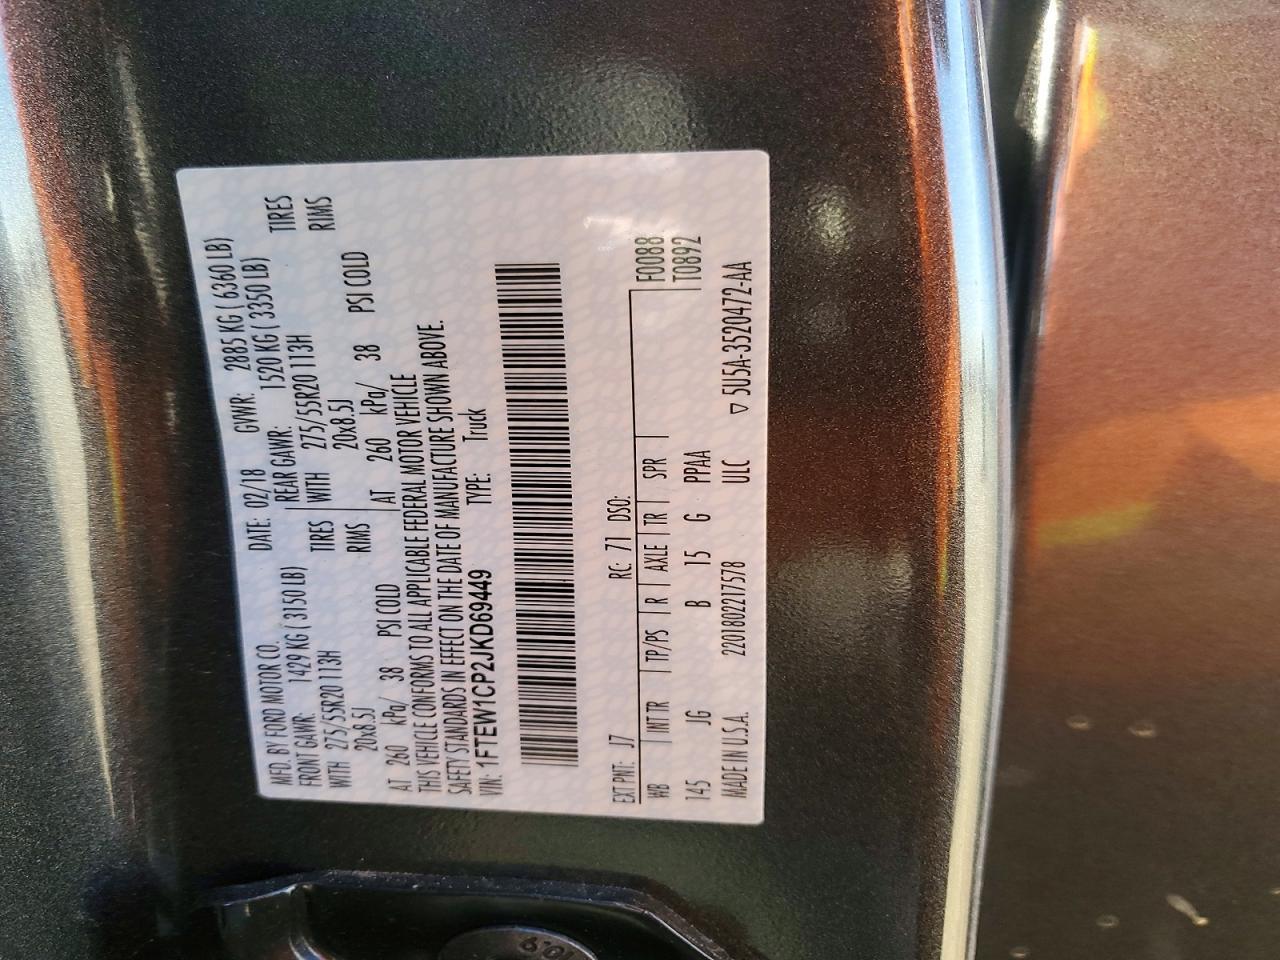 MFD. BY FORD MOTOR CO. DATE: 02/18 GVWR: 2885 KG ( 6360 LB)
FRONT GAWR: 1429 KG ( 3150 LB) REAR GAWR: 1520 KG ( 3350 LB)
WITH 275/55R20 113H TIRES WITH 275/55R20 113H TIRES
20x8.5J RIMS 20x8.5J RIMS
AT 260 kPa/ 38 PSI COLD AT 260 kPa/ 38 PSI COLD
THIS VEHICLE CONFORMS TO ALL APPLICABLE FEDERAL MOTOR VEHICLE
SAFETY STANDARDS IN EFFECT ON THE DATE OF MANUFACTURE SHOWN ABOVE.
VIN: 1FTEW1CP2JKD69449 TYPE: Truck
EXT PNT: J7 RC: 71 DSO: F0088
WB INT TR TP/PS R AXLE TR SPR T0892
145 JG B 15 G PPAA
MADE IN U.S.A. 2201802217578 ULC ▽ 5U5A-3520472-AA